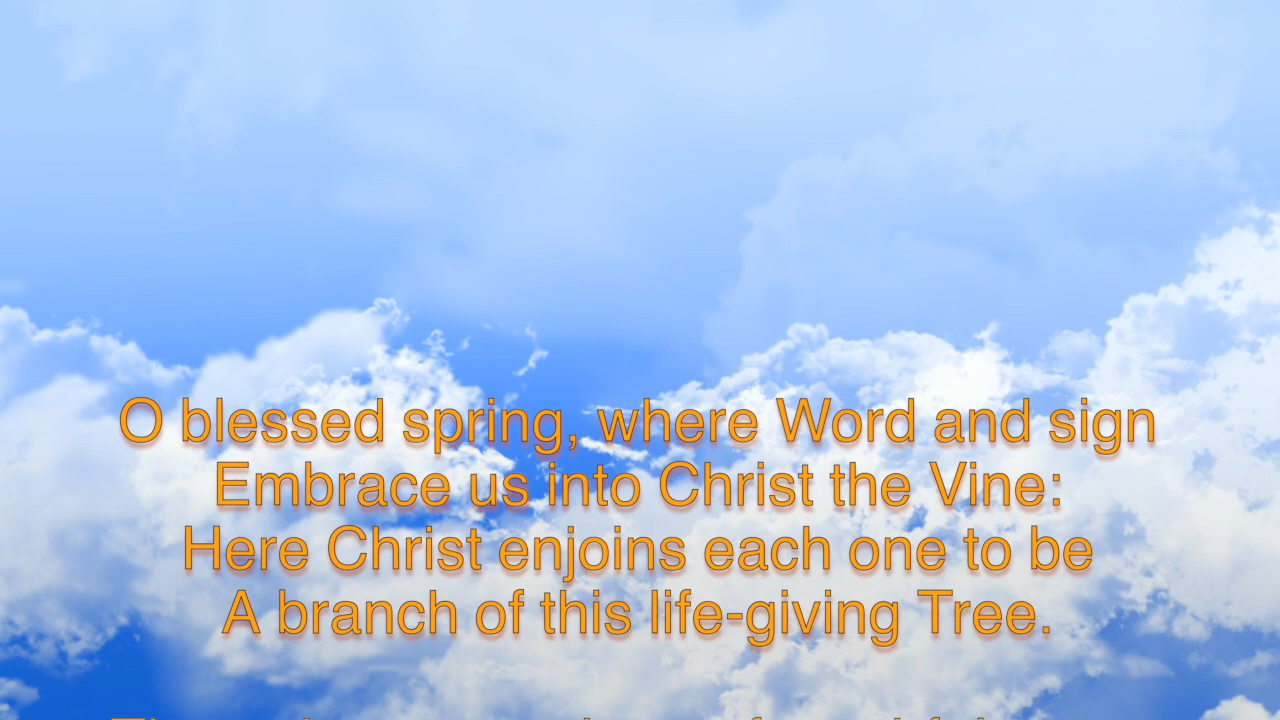 O blessed spring, where Word and sign
Embrace us into Christ the Vine:
Here Christ enjoins each one to be
A branch of this life-giving Tree.